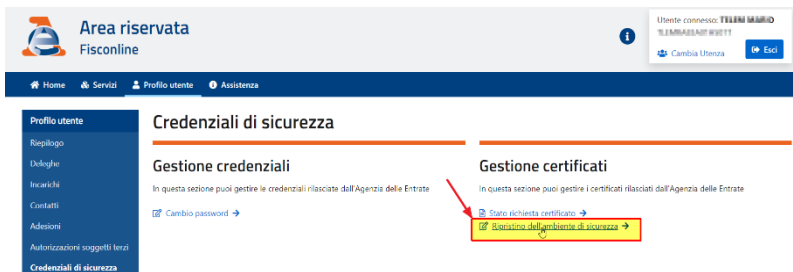 Area riservata
Fisconline
Utente connesso:
Cambia Utenza
Esci
Home Servizi Profilo utente Assistenza
Profilo utente
Riepilogo
Deleghe
Incarichi
Contatti
Adesioni
Autorizzazioni soggetti terzi
Credenziali di sicurezza
Credenziali di sicurezza
Gestione credenziali
In questa sezione puoi gestire le credenziali rilasciate dall'Agenzia delle Entrate
Cambio password →
Gestione certificati
In questa sezione puoi gestire i certificati rilasciati dall'Agenzia delle Entrate
Stato richiesta certificato →
Ripristino dell'ambiente di sicurezza →